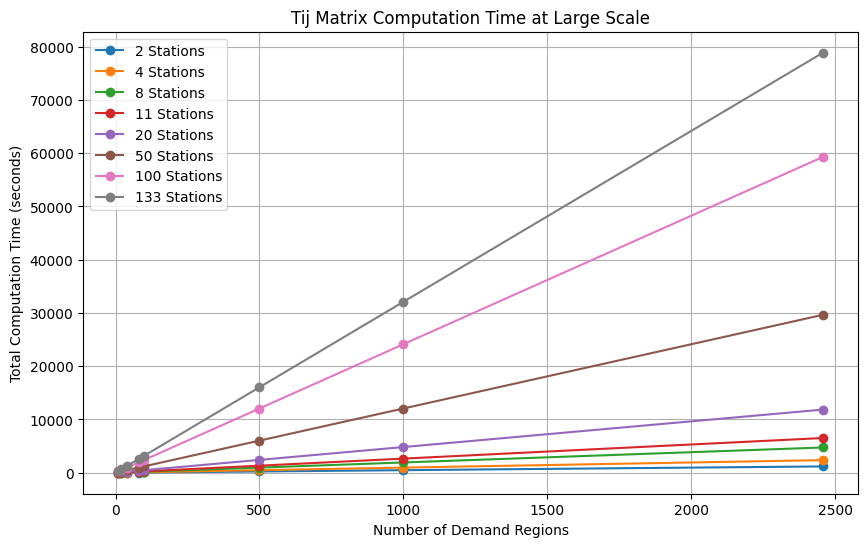 Tij Matrix Computation Time at Large Scale
2 Stations
4 Stations
8 Stations
11 Stations
20 Stations
50 Stations
100 Stations
133 Stations
Total Computation Time (seconds)
80000
70000
60000
50000
40000
30000
20000
10000
0
0 500 1000 1500 2000 2500
Number of Demand Regions